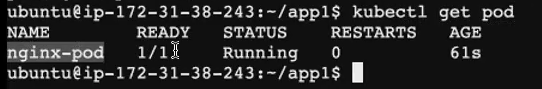 ubuntu@ip-172-31-38-243:~/app1$ kubectl get pod
NAME READY STATUS RESTARTS AGE
nginx-pod 1/1 Running 0 61s
ubuntu@ip-172-31-38-243:~/app1$